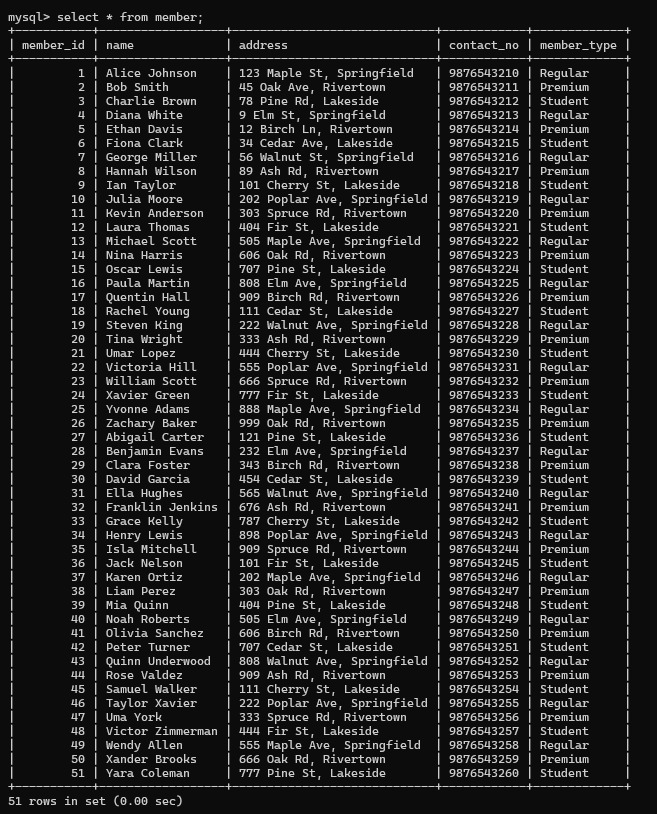 mysql> select * from member;
+-----------+------------------+-----------------------------+------------+-------------+
| member_id | name             | address                     | contact_no | member_type |
+-----------+------------------+-----------------------------+------------+-------------+
|         1 | Alice Johnson    | 123 Maple St, Springfield   | 9876543210 | Regular     |
|         2 | Bob Smith        | 45 Oak Ave, Rivertown       | 9876543211 | Premium     |
|         3 | Charlie Brown    | 78 Pine Rd, Lakeside        | 9876543212 | Student     |
|         4 | Diana White      | 9 Elm St, Springfield       | 9876543213 | Regular     |
|         5 | Ethan Davis      | 12 Birch Ln, Rivertown      | 9876543214 | Premium     |
|         6 | Fiona Clark      | 34 Cedar Ave, Lakeside      | 9876543215 | Student     |
|         7 | George Miller    | 56 Walnut St, Springfield   | 9876543216 | Regular     |
|         8 | Hannah Wilson    | 89 Ash Rd, Rivertown        | 9876543217 | Premium     |
|         9 | Ian Taylor       | 101 Cherry St, Lakeside     | 9876543218 | Student     |
|        10 | Julia Moore      | 202 Poplar Ave, Springfield | 9876543219 | Regular     |
|        11 | Kevin Anderson   | 303 Spruce Rd, Rivertown    | 9876543220 | Premium     |
|        12 | Laura Thomas     | 404 Fir St, Lakeside        | 9876543221 | Student     |
|        13 | Michael Scott    | 505 Maple Ave, Springfield  | 9876543222 | Regular     |
|        14 | Nina Harris      | 606 Oak Rd, Rivertown       | 9876543223 | Premium     |
|        15 | Oscar Lewis      | 707 Pine St, Lakeside       | 9876543224 | Student     |
|        16 | Paula Martin     | 808 Elm Ave, Springfield    | 9876543225 | Regular     |
|        17 | Quentin Hall     | 909 Birch Rd, Rivertown     | 9876543226 | Premium     |
|        18 | Rachel Young     | 111 Cedar St, Lakeside      | 9876543227 | Student     |
|        19 | Steven King      | 222 Walnut Ave, Springfield | 9876543228 | Regular     |
|        20 | Tina Wright      | 333 Ash Rd, Rivertown       | 9876543229 | Premium     |
|        21 | Umar Lopez       | 444 Cherry St, Lakeside     | 9876543230 | Student     |
|        22 | Victoria Hill    | 555 Poplar Ave, Springfield | 9876543231 | Regular     |
|        23 | William Scott    | 666 Spruce Rd, Rivertown    | 9876543232 | Premium     |
|        24 | Xavier Green     | 777 Fir St, Lakeside        | 9876543233 | Student     |
|        25 | Yvonne Adams     | 888 Maple Ave, Springfield  | 9876543234 | Regular     |
|        26 | Zachary Baker    | 999 Oak Rd, Rivertown       | 9876543235 | Premium     |
|        27 | Abigail Carter   | 121 Pine St, Lakeside       | 9876543236 | Student     |
|        28 | Benjamin Evans   | 232 Elm Ave, Springfield    | 9876543237 | Regular     |
|        29 | Clara Foster     | 343 Birch Rd, Rivertown     | 9876543238 | Premium     |
|        30 | David Garcia     | 454 Cedar St, Lakeside      | 9876543239 | Student     |
|        31 | Ella Hughes      | 565 Walnut Ave, Springfield | 9876543240 | Regular     |
|        32 | Franklin Jenkins | 676 Ash Rd, Rivertown       | 9876543241 | Premium     |
|        33 | Grace Kelly      | 787 Cherry St, Lakeside     | 9876543242 | Student     |
|        34 | Henry Lewis      | 898 Poplar Ave, Springfield | 9876543243 | Regular     |
|        35 | Isla Mitchell    | 909 Spruce Rd, Rivertown    | 9876543244 | Premium     |
|        36 | Jack Nelson      | 101 Fir St, Lakeside        | 9876543245 | Student     |
|        37 | Karen Ortiz      | 202 Maple Ave, Springfield  | 9876543246 | Regular     |
|        38 | Liam Perez       | 303 Oak Rd, Rivertown       | 9876543247 | Premium     |
|        39 | Mia Quinn        | 404 Pine St, Lakeside       | 9876543248 | Student     |
|        40 | Noah Roberts     | 505 Elm Ave, Springfield    | 9876543249 | Regular     |
|        41 | Olivia Sanchez   | 606 Birch Rd, Rivertown     | 9876543250 | Premium     |
|        42 | Peter Turner     | 707 Cedar St, Lakeside      | 9876543251 | Student     |
|        43 | Quinn Underwood  | 808 Walnut Ave, Springfield | 9876543252 | Regular     |
|        44 | Rose Valdez      | 909 Ash Rd, Rivertown       | 9876543253 | Premium     |
|        45 | Samuel Walker    | 111 Cherry St, Lakeside     | 9876543254 | Student     |
|        46 | Taylor Xavier    | 222 Poplar Ave, Springfield | 9876543255 | Regular     |
|        47 | Uma York         | 333 Spruce Rd, Rivertown    | 9876543256 | Premium     |
|        48 | Victor Zimmerman | 444 Fir St, Lakeside        | 9876543257 | Student     |
|        49 | Wendy Allen      | 555 Maple Ave, Springfield  | 9876543258 | Regular     |
|        50 | Xander Brooks    | 666 Oak Rd, Rivertown       | 9876543259 | Premium     |
|        51 | Yara Coleman     | 777 Pine St, Lakeside       | 9876543260 | Student     |
+-----------+------------------+-----------------------------+------------+-------------+
51 rows in set (0.00 sec)